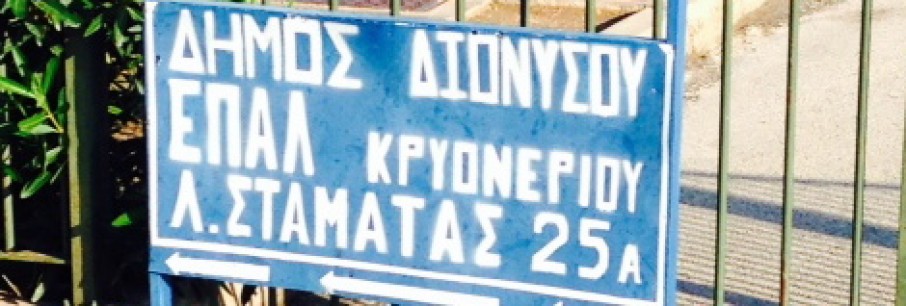 ΔΗΜΟΣ ΔΙΟΝΥΣΟΥ
ΕΠΑΛ ΚΡΥΟΝΕΡΙΟΥ
Λ.ΣΤΑΜΑΤΑΣ 25Α